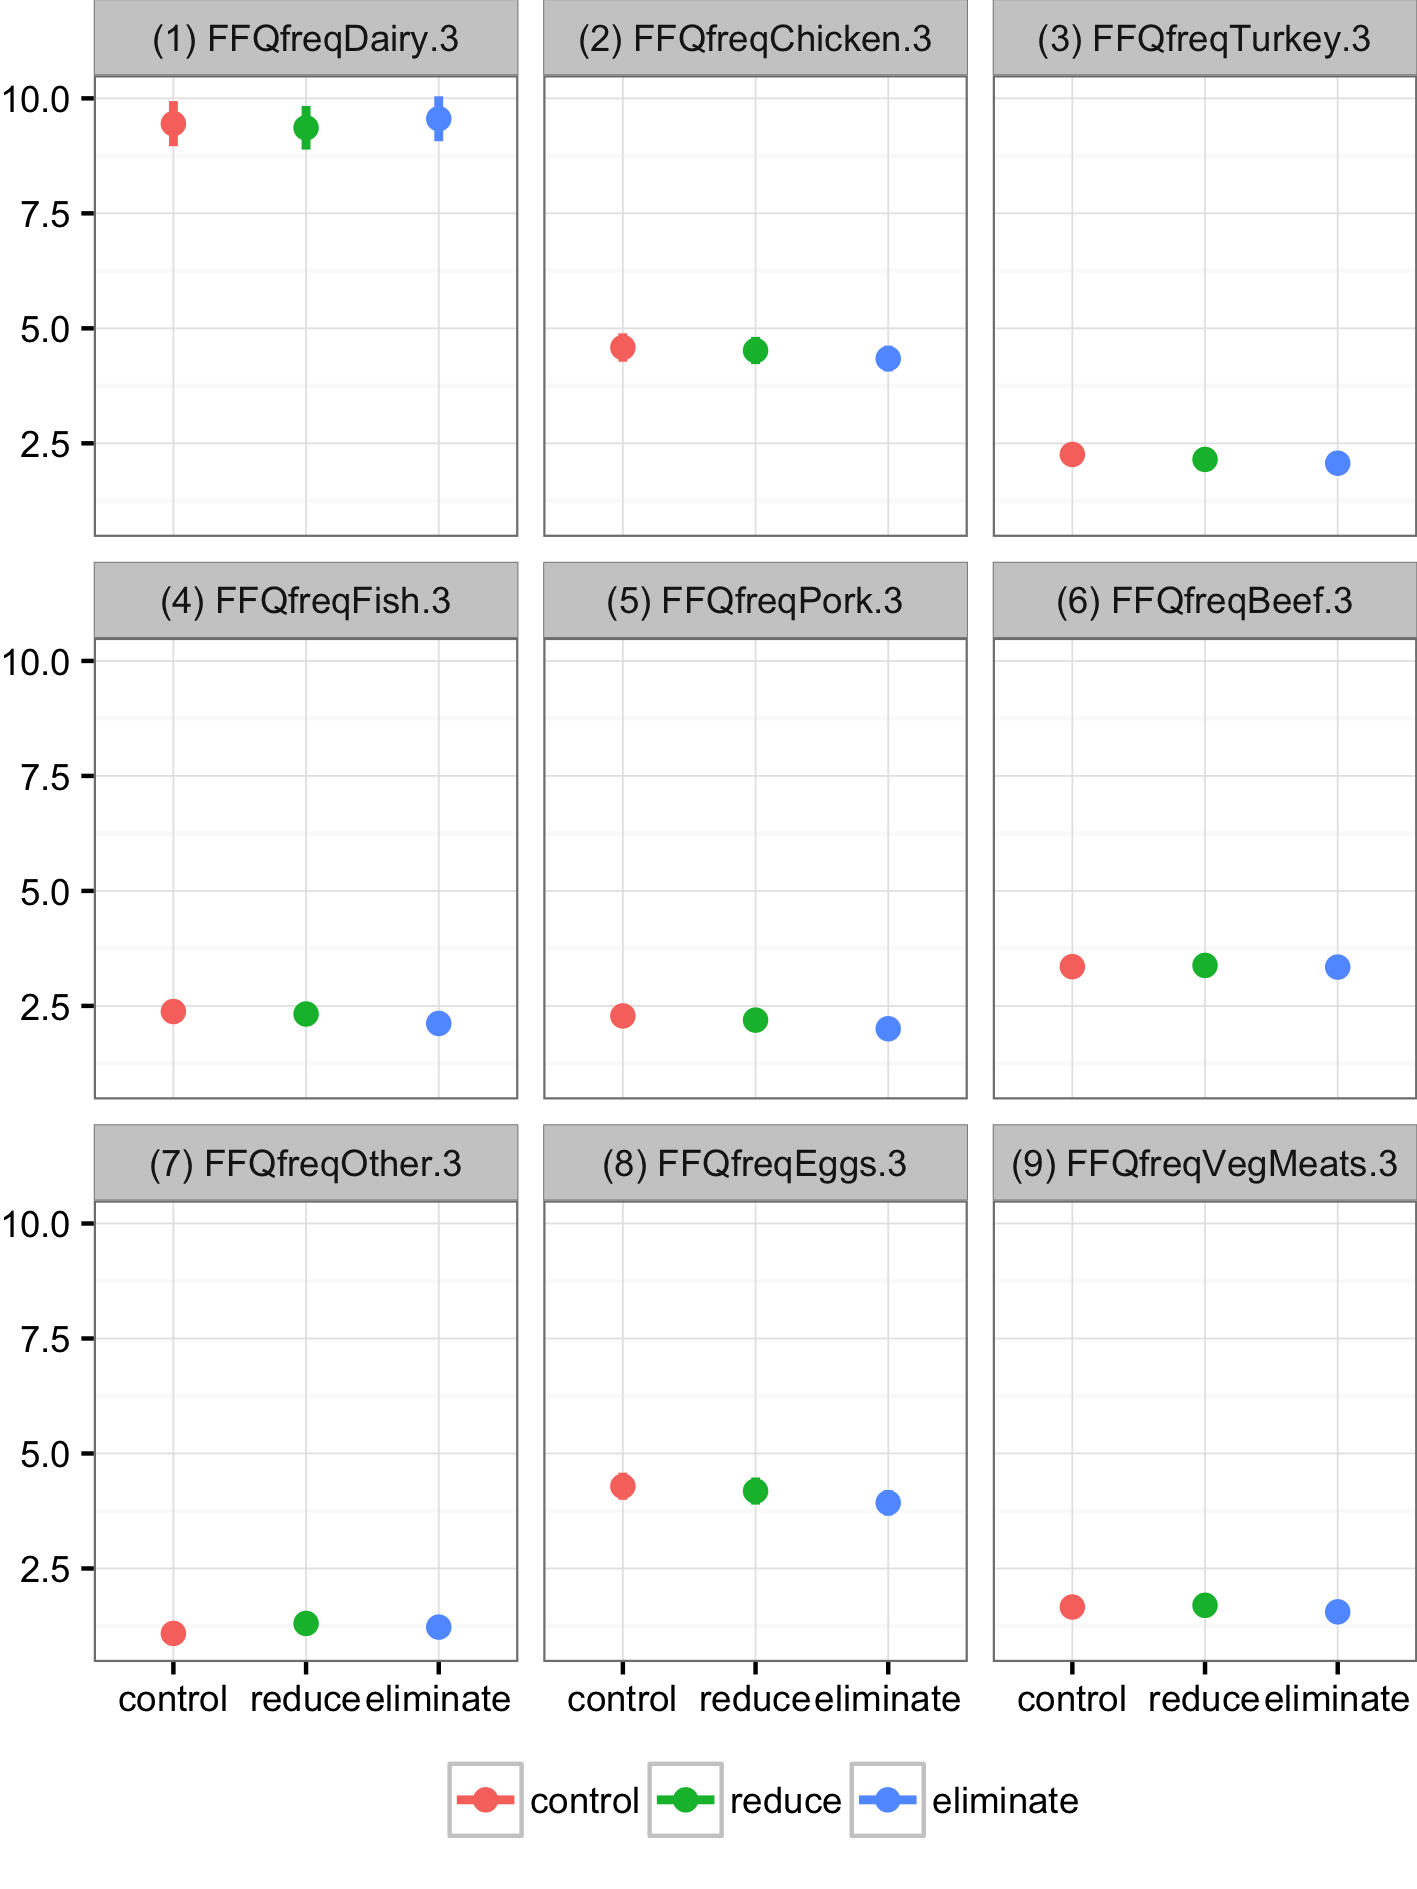 (1) FFQfreqDairy.3 (2) FFQfreqChicken.3 (3) FFQfreqTurkey.3
10.0
7.5
5.0
2.5
(4) FFQfreqFish.3 (5) FFQfreqPork.3 (6) FFQfreqBeef.3
10.0
7.5
5.0
2.5
(7) FFQfreqOther.3 (8) FFQfreqEggs.3 (9) FFQfreqVegMeats.3
10.0
7.5
5.0
2.5
control reduce eliminate control reduce eliminate control reduce eliminate
control reduce eliminate